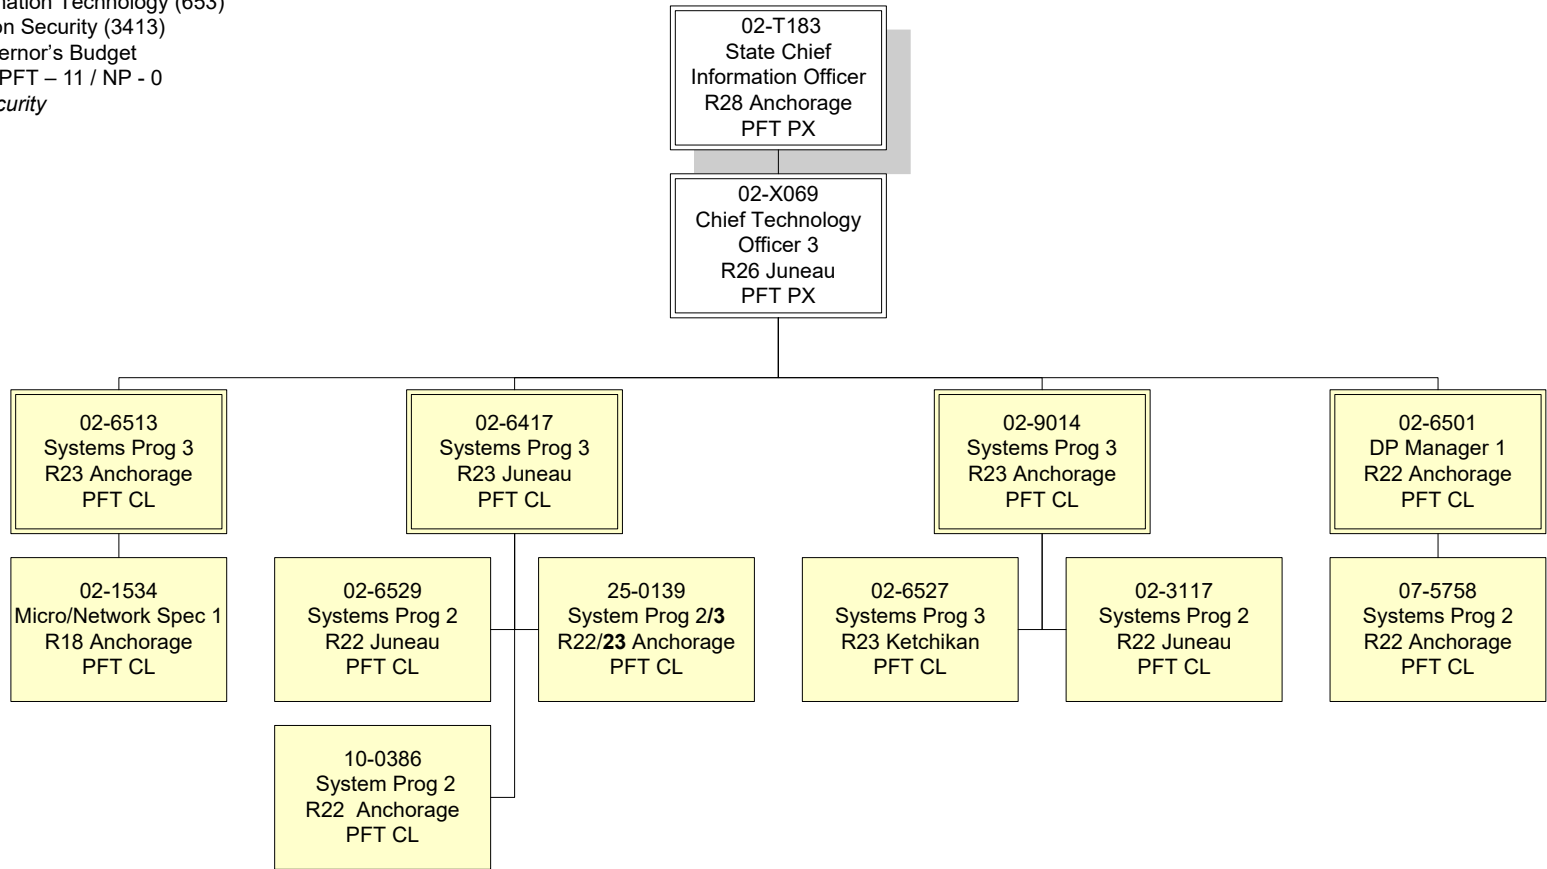 Technology (653)
Security (3413)
Budget
PFT – 11 / NP - 0
02-T183
State Chief
Information Officer
R28 Anchorage
PFT PX
02-X069
Chief Technology
Officer 3
R26 Juneau
PFT PX
02-6513
Systems Prog 3
R23 Anchorage
PFT CL
02-6417
Systems Prog 3
R23 Juneau
PFT CL
02-9014
Systems Prog 3
R23 Anchorage
PFT CL
02-6501
DP Manager 1
R22 Anchorage
PFT CL
02-1534
Micro/Network Spec 1
R18 Anchorage
PFT CL
02-6529
Systems Prog 2
R22 Juneau
PFT CL
25-0139
System Prog 2/3
R22/23 Anchorage
PFT CL
02-6527
Systems Prog 3
R23 Ketchikan
PFT CL
02-3117
Systems Prog 2
R22 Juneau
PFT CL
07-5758
Systems Prog 2
R22 Anchorage
PFT CL
10-0386
System Prog 2
R22  Anchorage
PFT CL